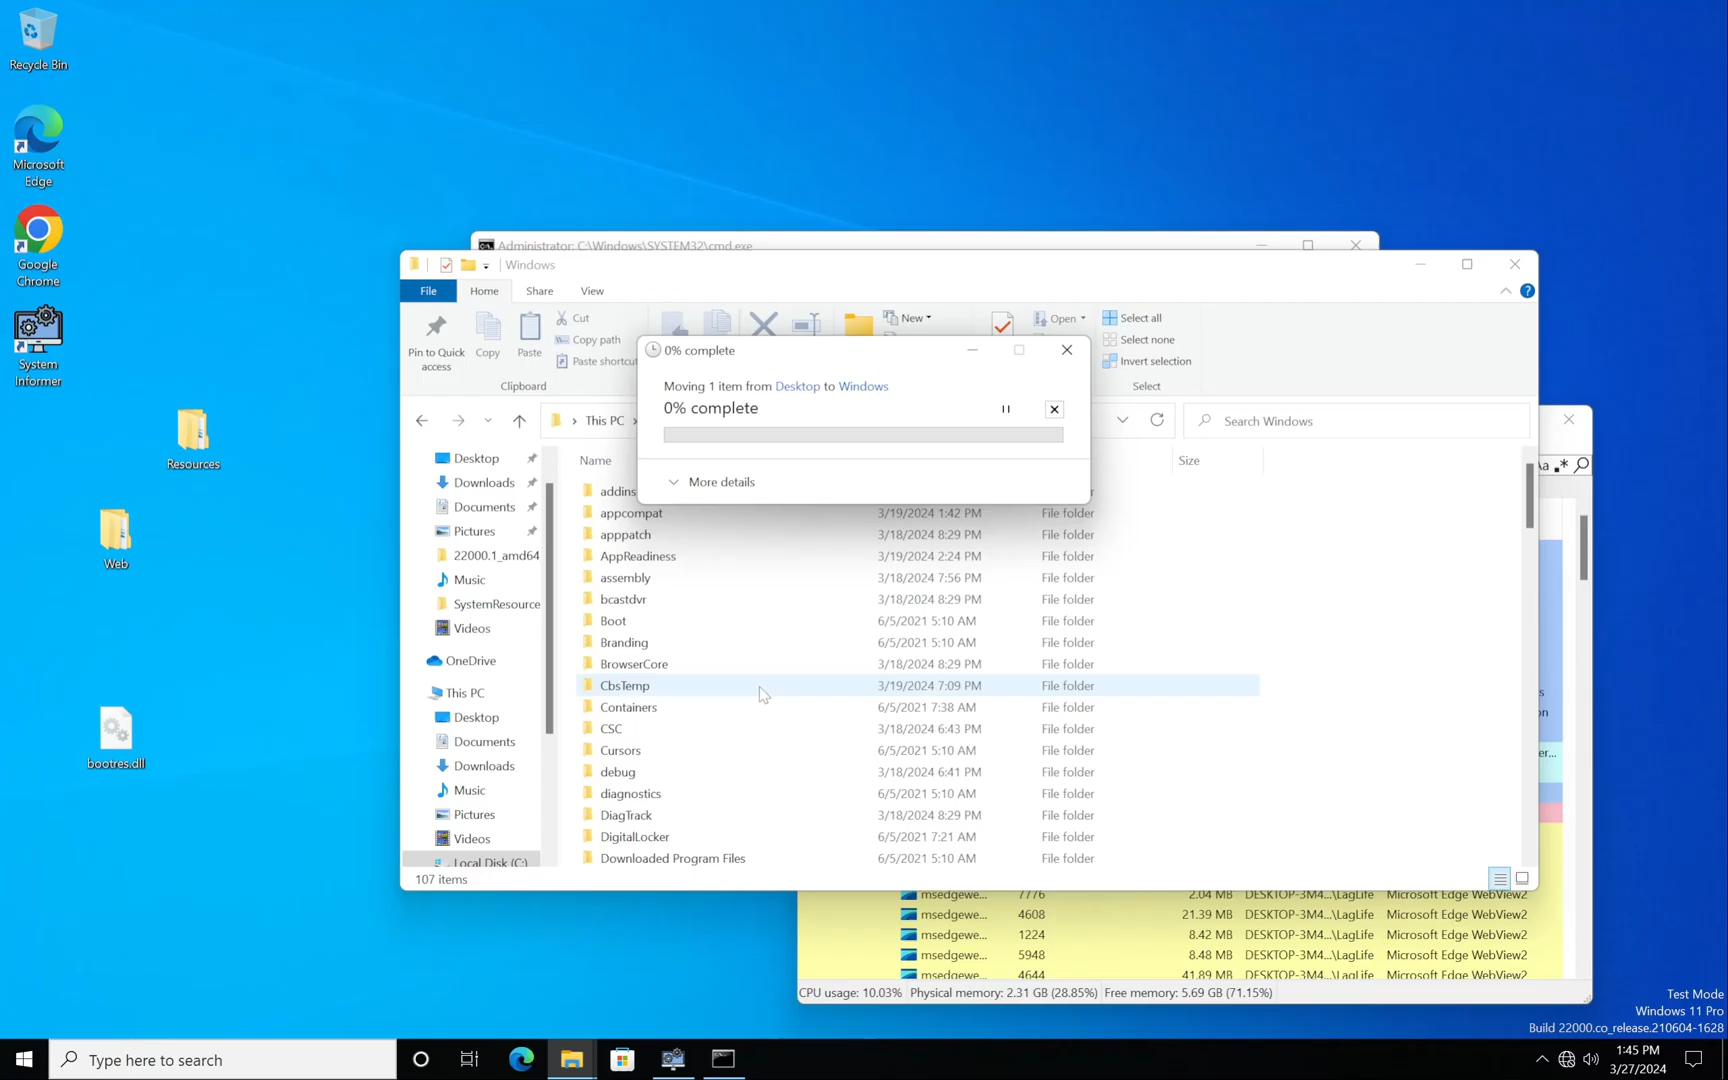 Recycle Bin
Microsoft
Edge
Google
Chrome
System
Informer
Resources
Web
bootres.dll
Administrator: C:\Windows\SYSTEM32\cmd.exe
Windows
File
Home
Share
View
Pin to Quick
access
Copy
Paste
Cut
Copy path
Paste shortcu
Clipboard
New
Open
Select all
Select none
Invert selection
Select
0% complete
Moving 1 item from Desktop to Windows
0% complete
More details
This PC
Search Windows
Aa .*
Desktop
Downloads
Documents
Pictures
22000.1_amd64
Music
SystemResource
Videos
OneDrive
This PC
Desktop
Documents
Downloads
Music
Pictures
Videos
Local Disk (C:)
Name
Size
addins
appcompat 3/19/2024 1:42 PM File folder
apppatch 3/18/2024 8:29 PM File folder
AppReadiness 3/19/2024 2:24 PM File folder
assembly 3/18/2024 7:56 PM File folder
bcastdvr 3/18/2024 8:29 PM File folder
Boot 6/5/2021 5:10 AM File folder
Branding 6/5/2021 5:10 AM File folder
BrowserCore 3/18/2024 8:29 PM File folder
CbsTemp 3/19/2024 7:09 PM File folder
Containers 6/5/2021 7:38 AM File folder
CSC 3/18/2024 6:43 PM File folder
Cursors 6/5/2021 5:10 AM File folder
debug 3/18/2024 6:41 PM File folder
diagnostics 6/5/2021 5:10 AM File folder
DiagTrack 3/18/2024 8:29 PM File folder
DigitalLocker 6/5/2021 7:21 AM File folder
Downloaded Program Files 6/5/2021 5:10 AM File folder
107 items
msedgewe... 7776 2.04 MB DESKTOP-3M4...\LagLife Microsoft Edge WebView2
msedgewe... 4608 21.39 MB DESKTOP-3M4...\LagLife Microsoft Edge WebView2
msedgewe... 1224 8.42 MB DESKTOP-3M4...\LagLife Microsoft Edge WebView2
msedgewe... 5948 8.48 MB DESKTOP-3M4...\LagLife Microsoft Edge WebView2
msedgewe... 4644 41.89 MB DESKTOP-3M4...\LagLife Microsoft Edge WebView2
CPU usage: 10.03% Physical memory: 2.31 GB (28.85%) Free memory: 5.69 GB (71.15%)
Test Mode
Windows 11 Pro
Build 22000.co_release.210604-1628
Type here to search
1:45 PM
3/27/2024